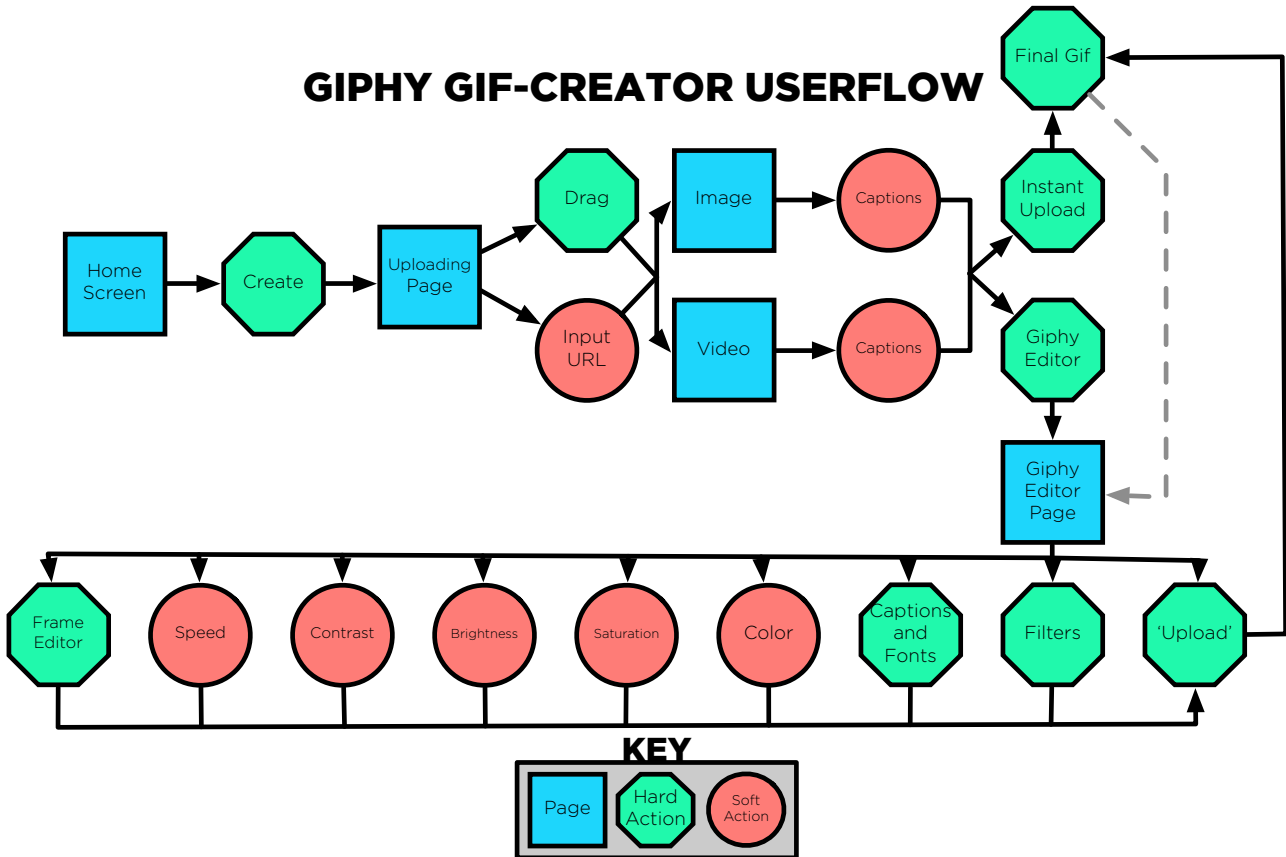 Final Gif
GIPHY GIF-CREATOR USERFLOW
Drag
Image
Captions
Instant
Upload
Home
Screen
Create
Uploading
Page
Input
URL
Video
Captions
Giphy
Editor
Giphy
Editor
Page
Frame
Editor
Speed
Contrast
Brightness
Saturation
Color
Captions
and
Fonts
Filters
‘Upload’
KEY
Page
Hard
Action
Soft
Action